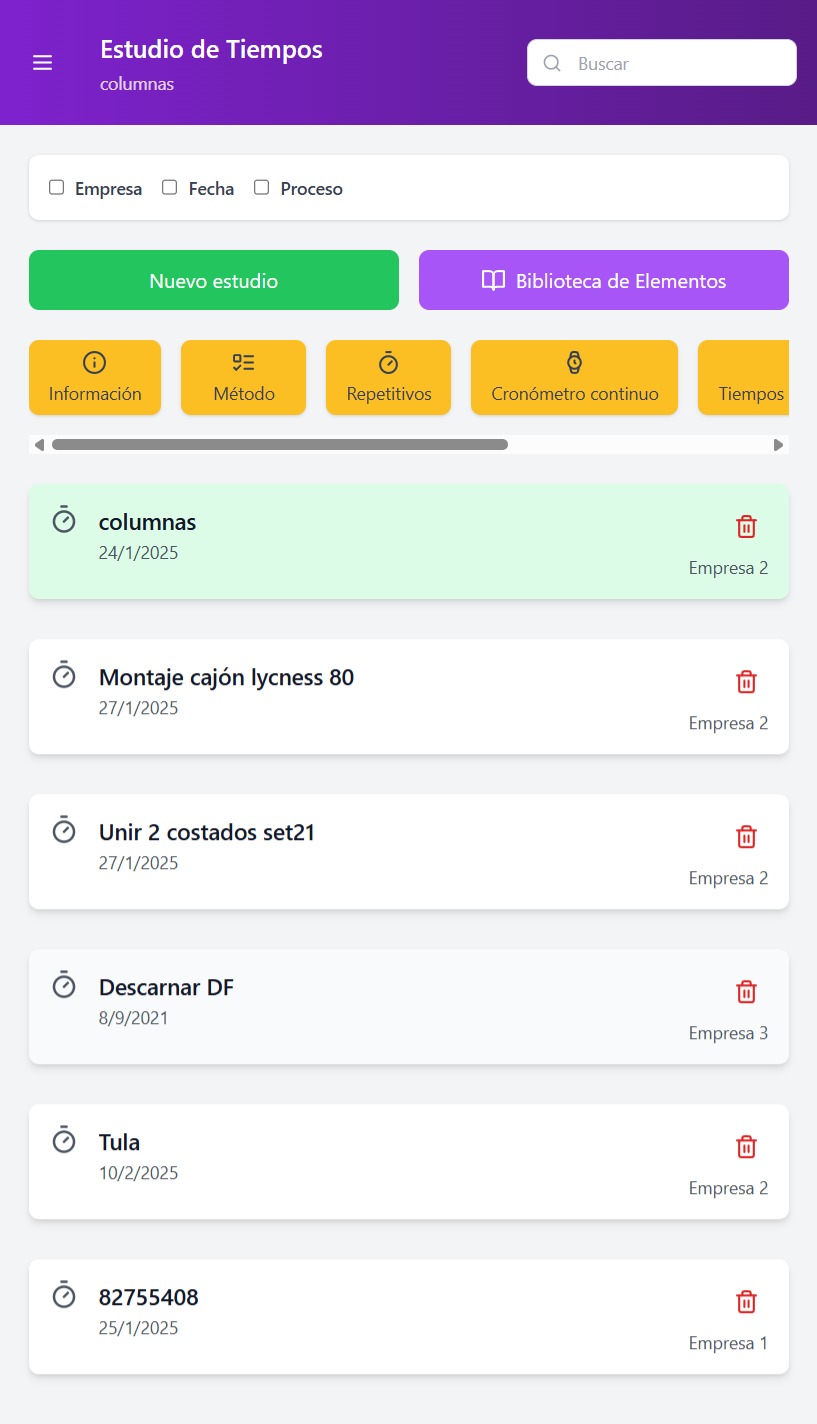 Estudio de Tiempos
columnas
Buscar
Empresa Fecha Proceso
Nuevo estudio
Biblioteca de Elementos
Información
Método
Repetitivos
Cronómetro continuo
Tiempos
columnas
24/1/2025
Empresa 2
Montaje cajón lycness 80
27/1/2025
Empresa 2
Unir 2 costados set21
27/1/2025
Empresa 2
Descarnar DF
8/9/2021
Empresa 3
Tula
10/2/2025
Empresa 2
82755408
25/1/2025
Empresa 1